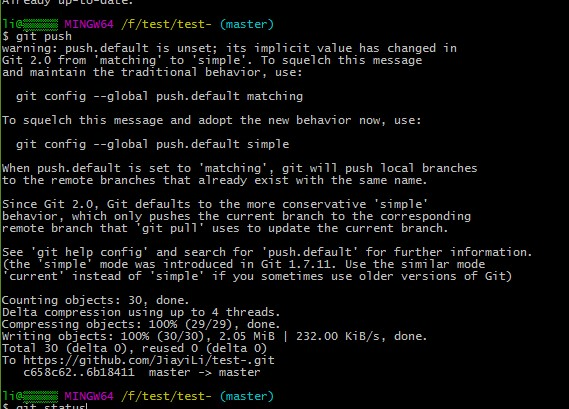 Already up-to-date.
li@▒▒▒▒▒▒ MINGW64 /f/test/test- (master)
$ git push
warning: push.default is unset; its implicit value has changed in
Git 2.0 from 'matching' to 'simple'. To squelch this message
and maintain the traditional behavior, use:
git config --global push.default matching
To squelch this message and adopt the new behavior now, use:
git config --global push.default simple
When push.default is set to 'matching', git will push local branches
to the remote branches that already exist with the same name.
Since Git 2.0, Git defaults to the more conservative 'simple'
behavior, which only pushes the current branch to the corresponding
remote branch that 'git pull' uses to update the current branch.
See 'git help config' and search for 'push.default' for further information.
(the 'simple' mode was introduced in Git 1.7.11. Use the similar mode
'current' instead of 'simple' if you sometimes use older versions of Git)
Counting objects: 30, done.
Delta compression using up to 4 threads.
Compressing objects: 100% (29/29), done.
Writing objects: 100% (30/30), 2.05 MiB | 232.00 KiB/s, done.
Total 30 (delta 0), reused 0 (delta 0)
To https://github.com/JiayiLi/test-.git
c658c62..6b18411  master -> master
li@▒▒▒▒▒▒ MINGW64 /f/test/test- (master)
$ git status